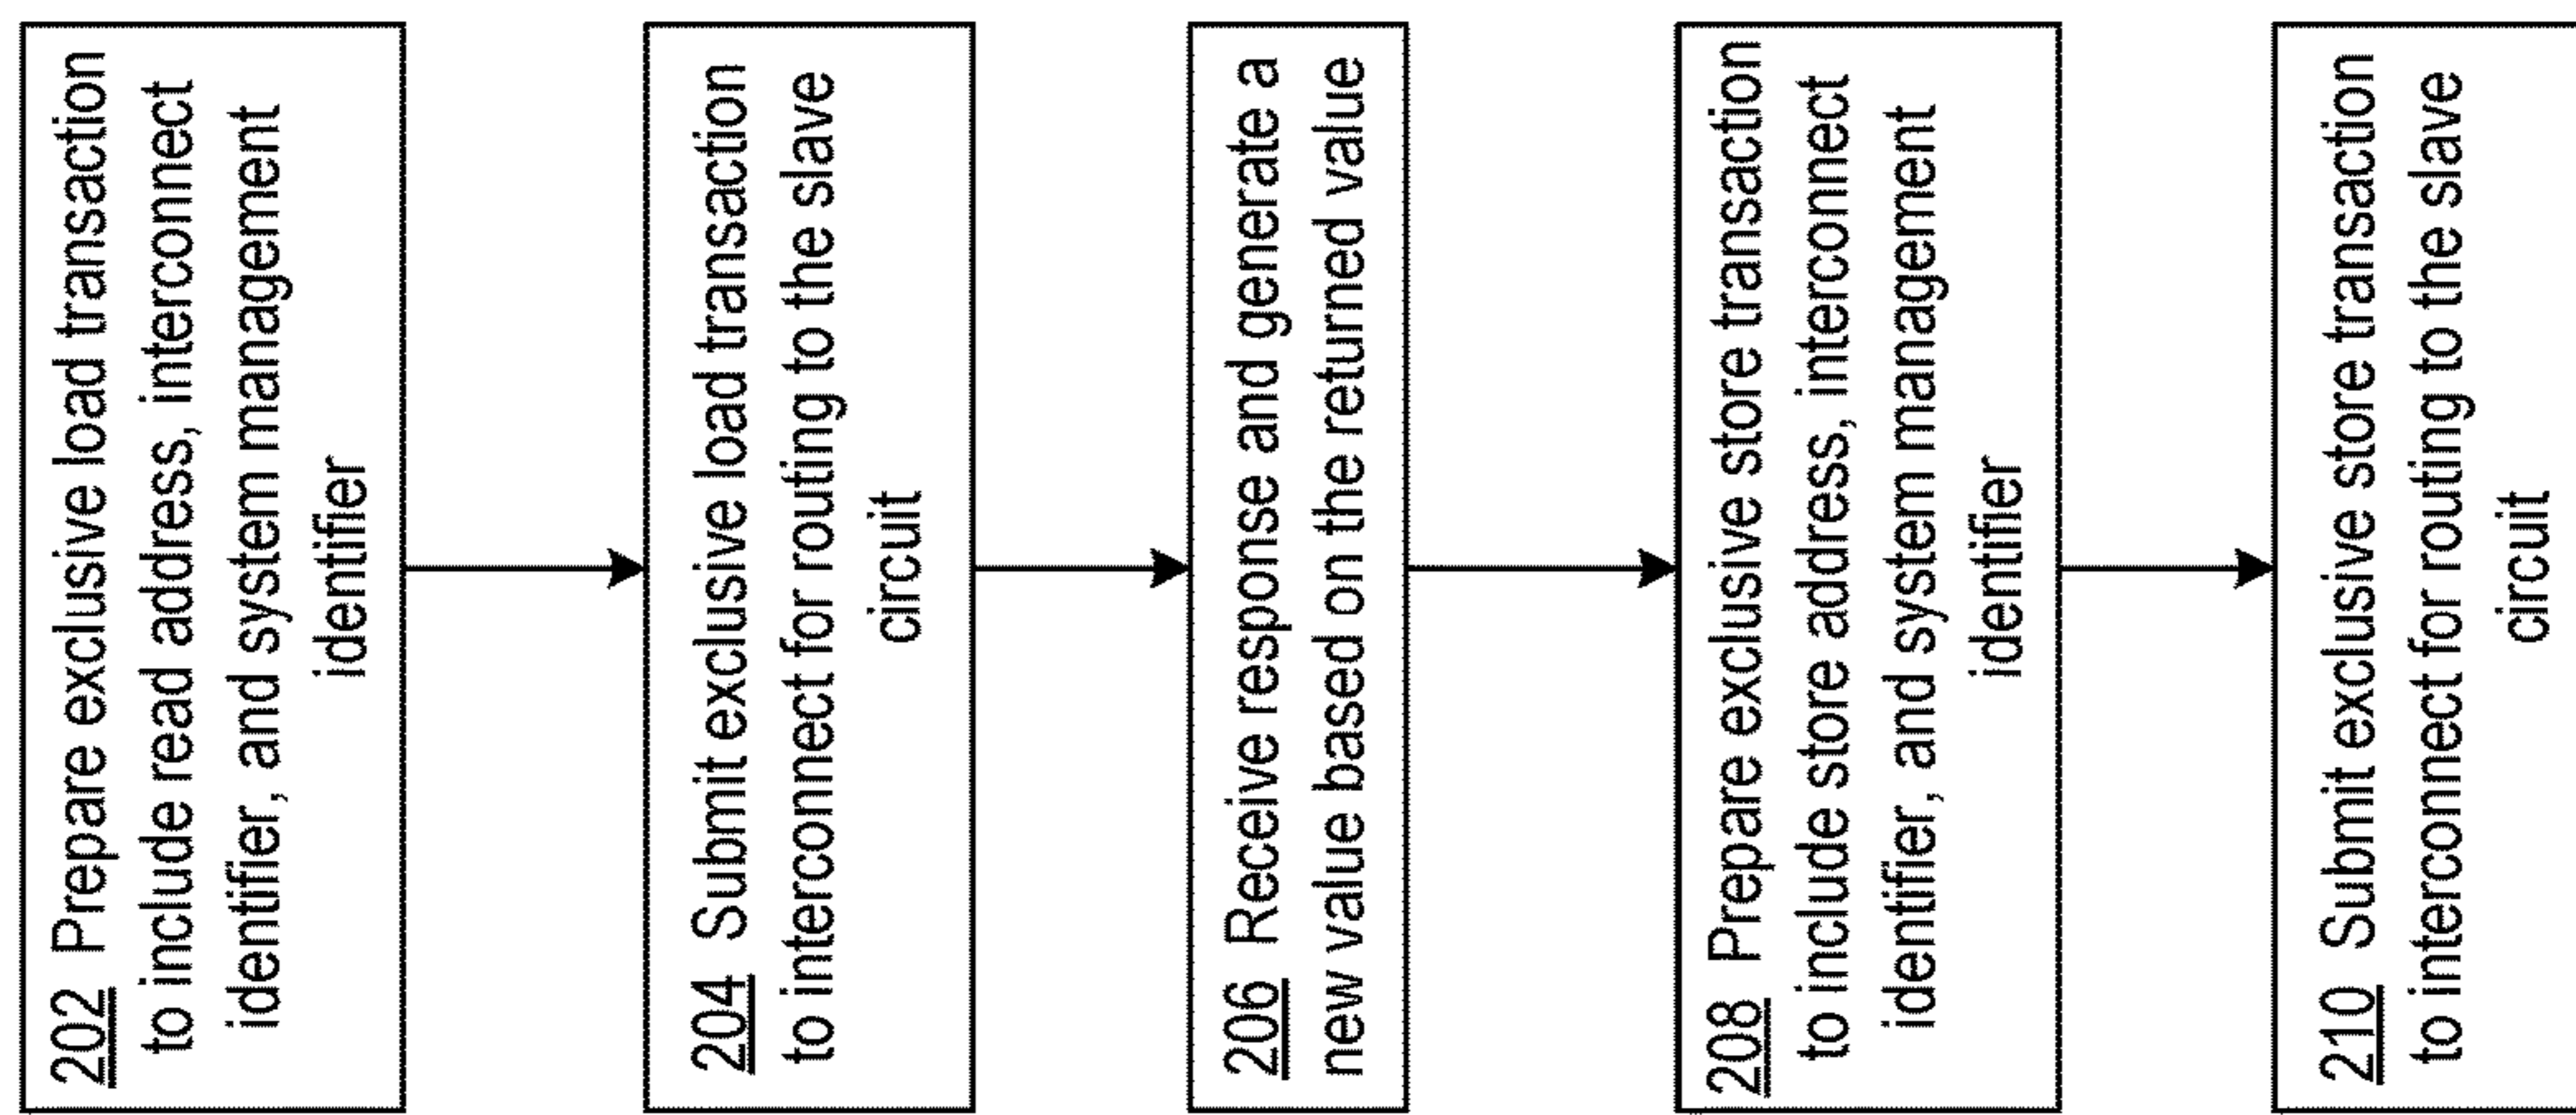 202 Prepare exclusive load transaction
to include read address, interconnect
identifier, and system management
identifier
204 Submit exclusive load transaction
to interconnect for routing to the slave
circuit
206 Receive response and generate a
new value based on the returned value
208 Prepare exclusive store transaction
to include store address, interconnect
identifier, and system management
identifier
210 Submit exclusive store transaction
to interconnect for routing to the slave
circuit